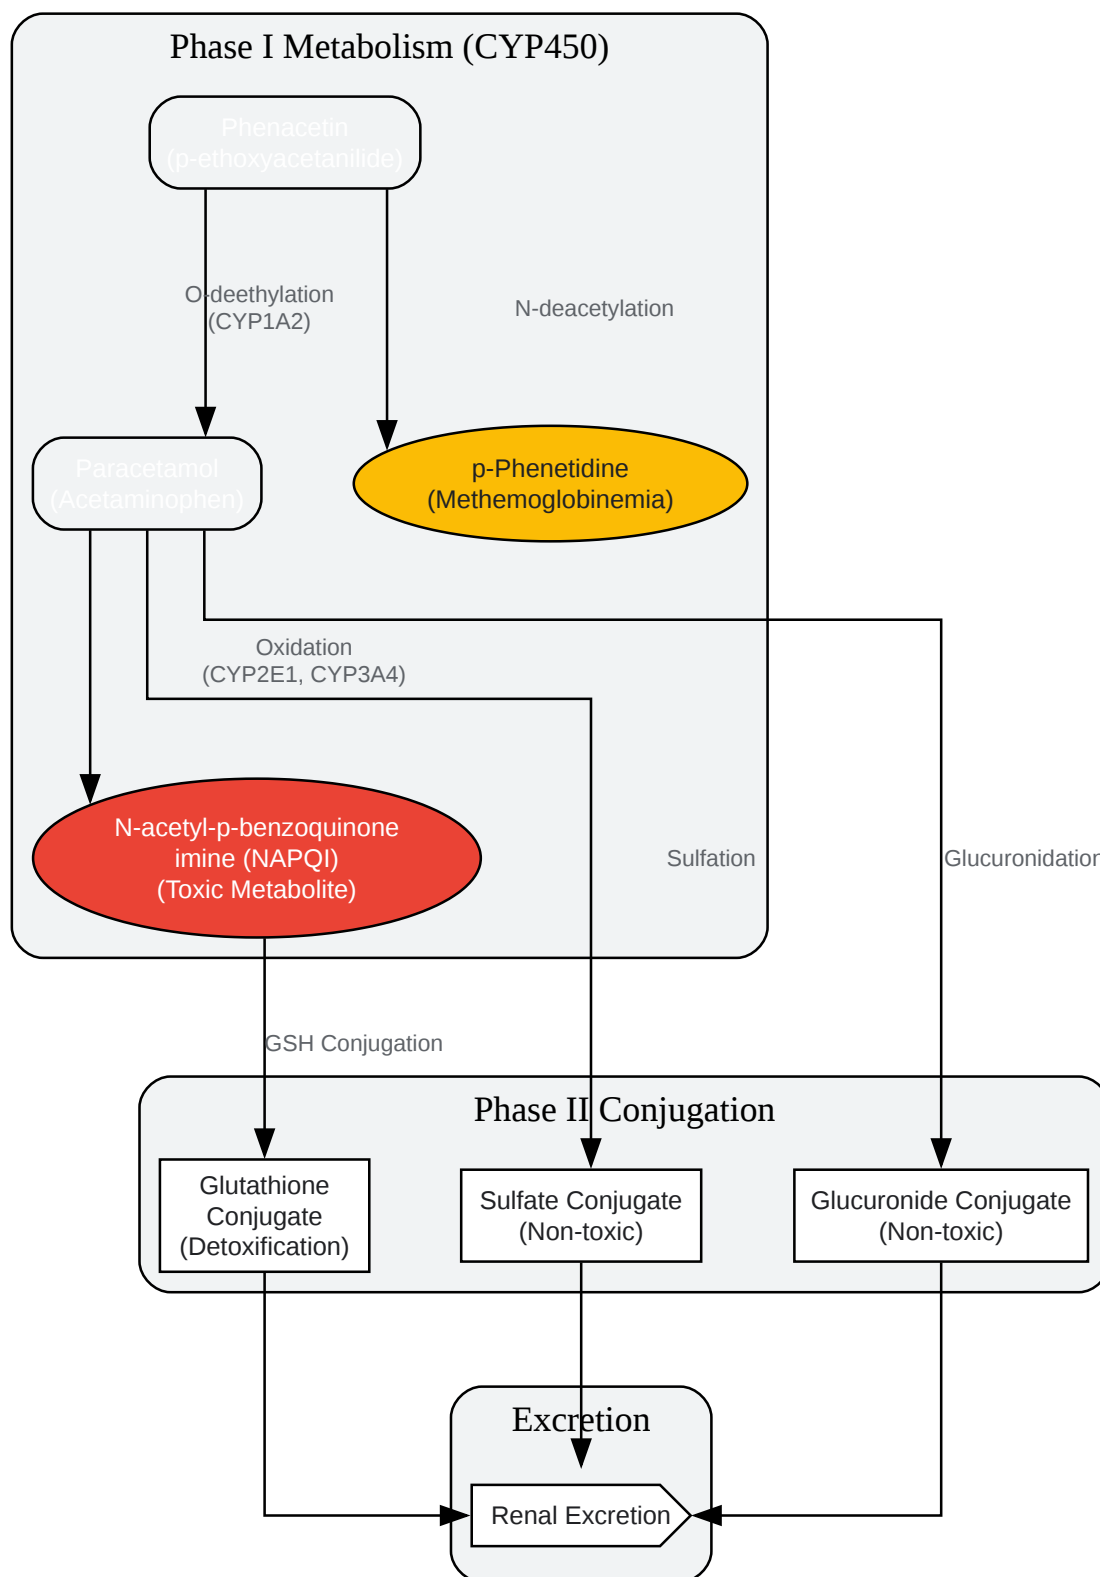 Phase I Metabolism (CYP450)
Phenacetin
(p-ethoxyacetanilide)
O-deethylation
(CYP1A2)
N-deacetylation
Paracetamol
(Acetaminophen)
p-Phenetidine
(Methemoglobinemia)
Oxidation
(CYP2E1, CYP3A4)
N-acetyl-p-benzoquinone
imine (NAPQI)
(Toxic Metabolite)
Sulfation
Glucuronidation
GSH Conjugation
Phase II Conjugation
Glutathione
Conjugate
(Detoxification)
Sulfate Conjugate
(Non-toxic)
Glucuronide Conjugate
(Non-toxic)
Excretion
Renal Excretion